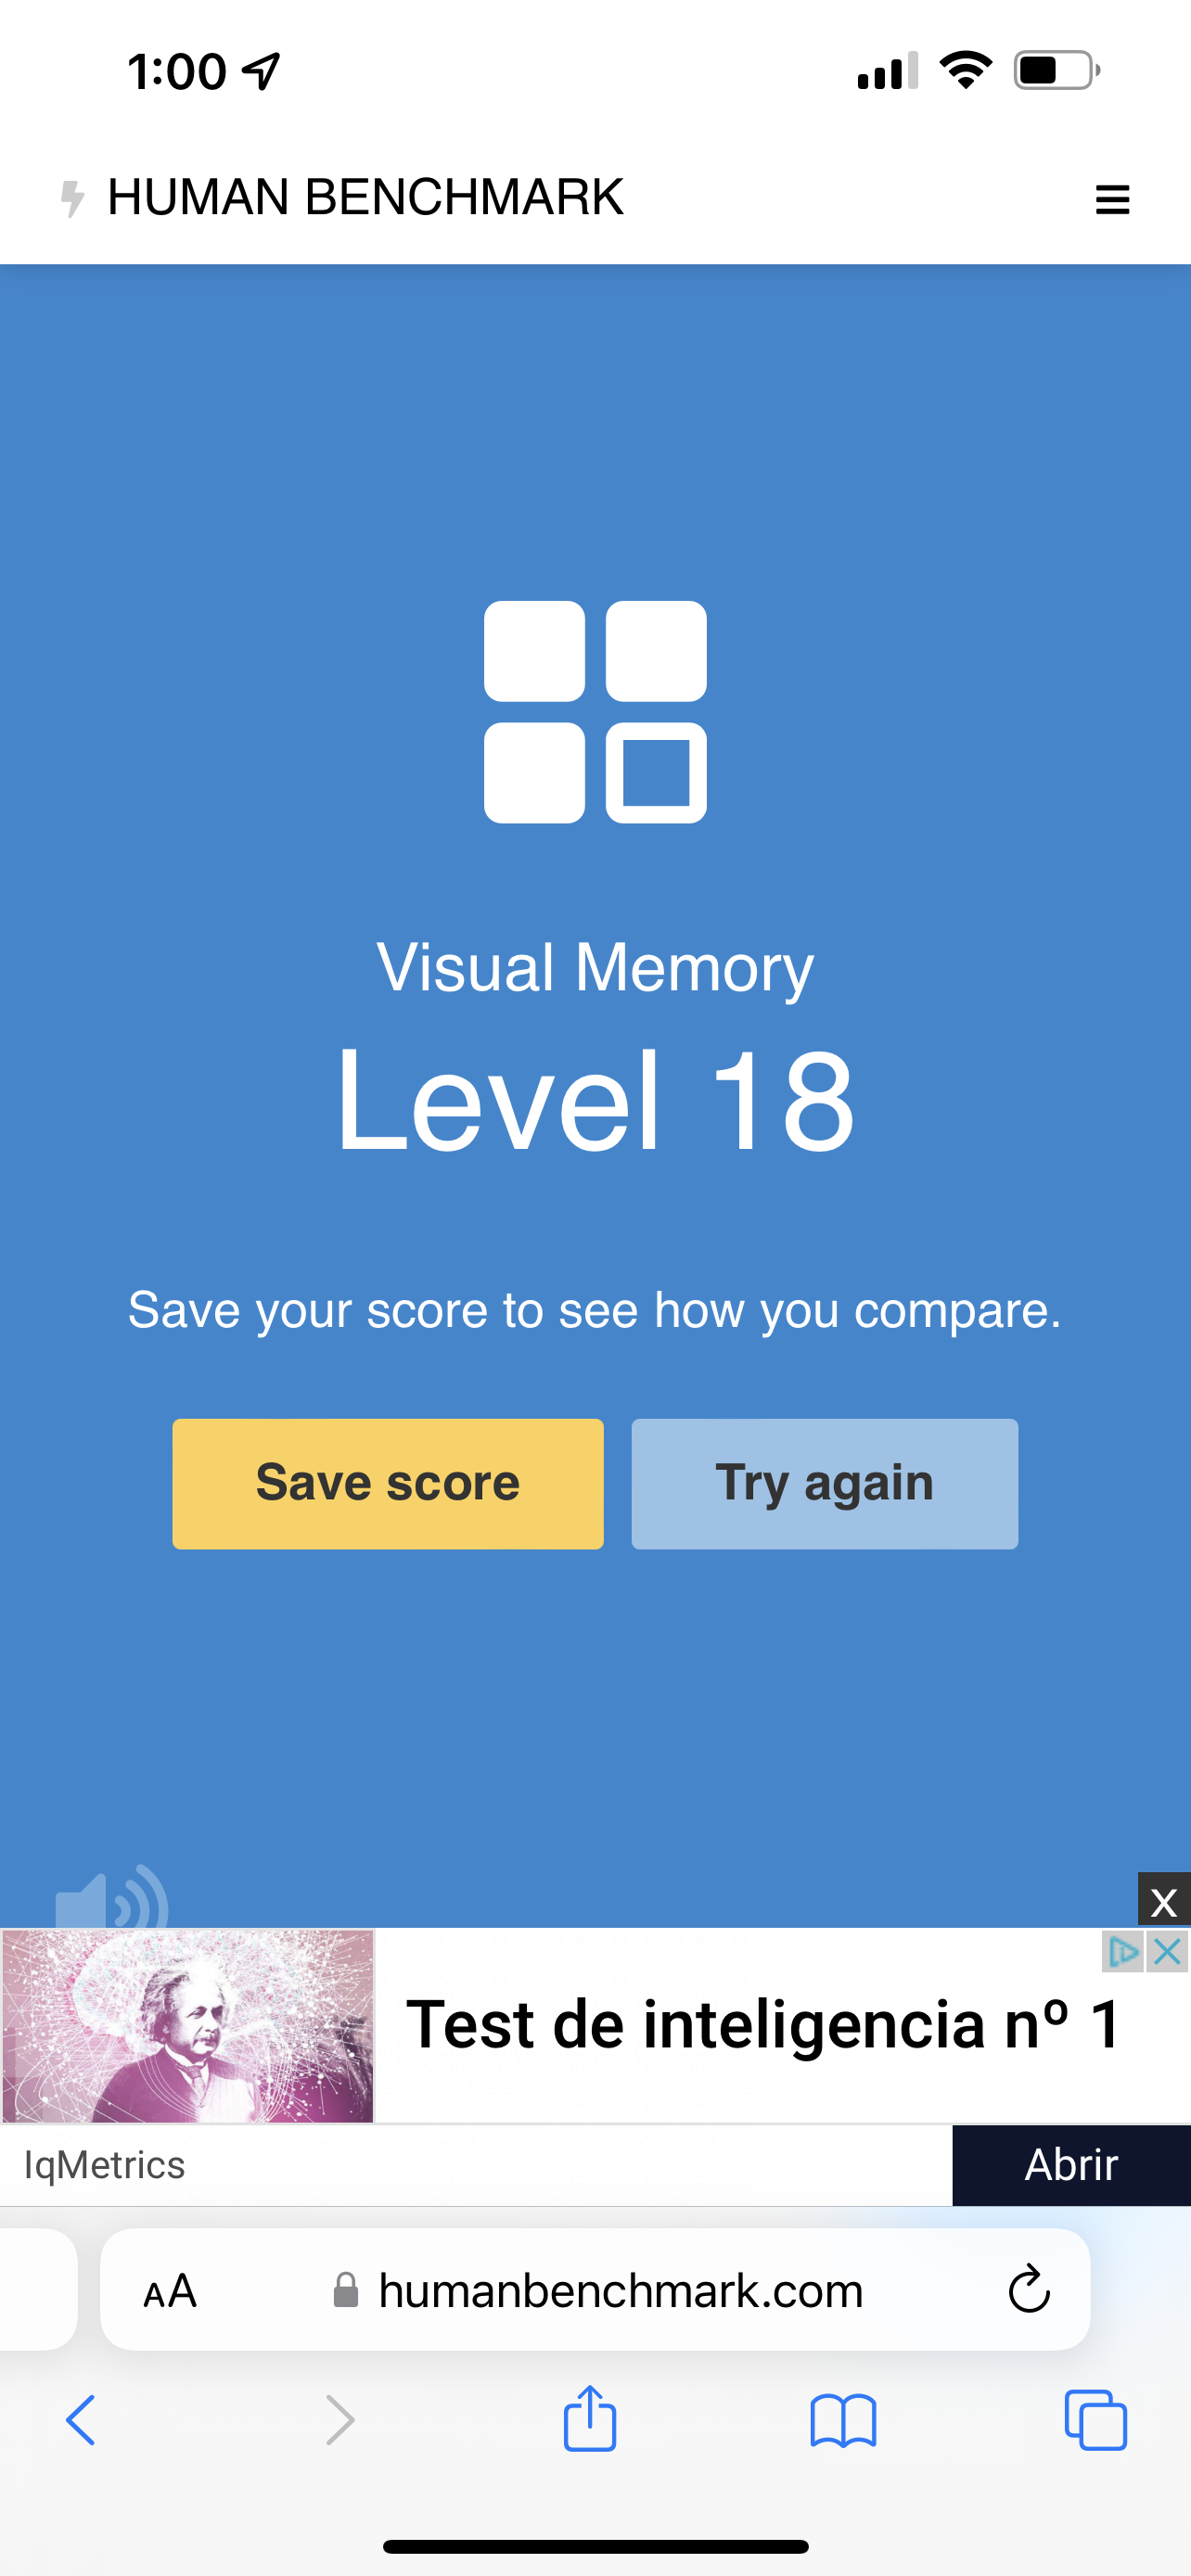 1:00
HUMAN BENCHMARK
Visual Memory
Level 18
Save your score to see how you compare.
Save score
Try again
X
Test de inteligencia nº 1
IqMetrics
Abrir
AA
humanbenchmark.com